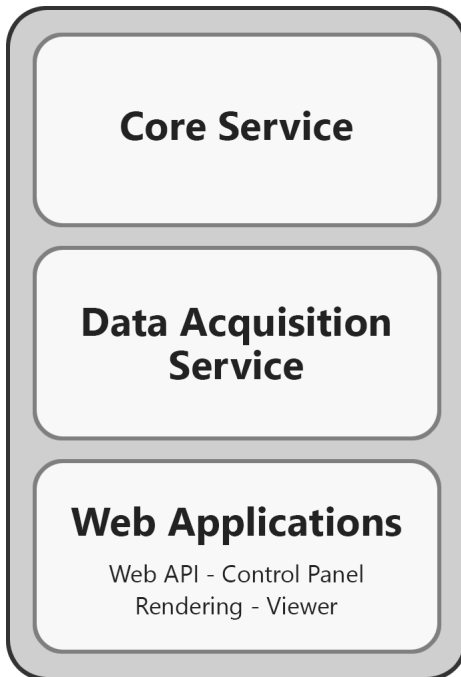 Core Service
Data Acquisition
Service
Web Applications
Web API - Control Panel
Rendering - Viewer